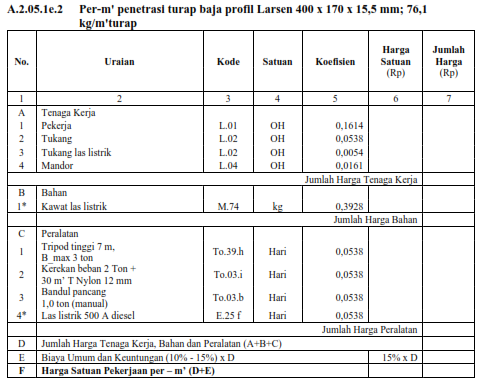 A.2.05.1e.2 Per-m' penetrasi turap baja profil Larsen 400 x 170 x 15,5 mm; 76,1
kg/m'turap
No. Uraian Kode Satuan Koefisien Harga Satuan (Rp) Jumlah Harga (Rp)
1 2 3 4 5 6 7
A Tenaga Kerja
1 Pekerja L.01 OH 0,1614
2 Tukang L.02 OH 0,0538
3 Tukang las listrik L.02 OH 0,0054
4 Mandor L.04 OH 0,0161
Jumlah Harga Tenaga Kerja
B Bahan
1* Kawat las listrik M.74 kg 0,3928
Jumlah Harga Bahan
C Peralatan
1 Tripod tinggi 7 m, B_max 3 ton To.39.h Hari 0,0538
2 Kerekan beban 2 Ton + 30 m' T Nylon 12 mm To.03.i Hari 0,0538
3 Bandul pancang 1,0 ton (manual) To.03.b Hari 0,0538
4* Las listrik 500 A diesel E.25 f Hari 0,0538
Jumlah Harga Peralatan
D Jumlah Harga Tenaga Kerja, Bahan dan Peralatan (A+B+C)
E Biaya Umum dan Keuntungan (10% - 15%) x D 15% x D
F Harga Satuan Pekerjaan per – m' (D+E)